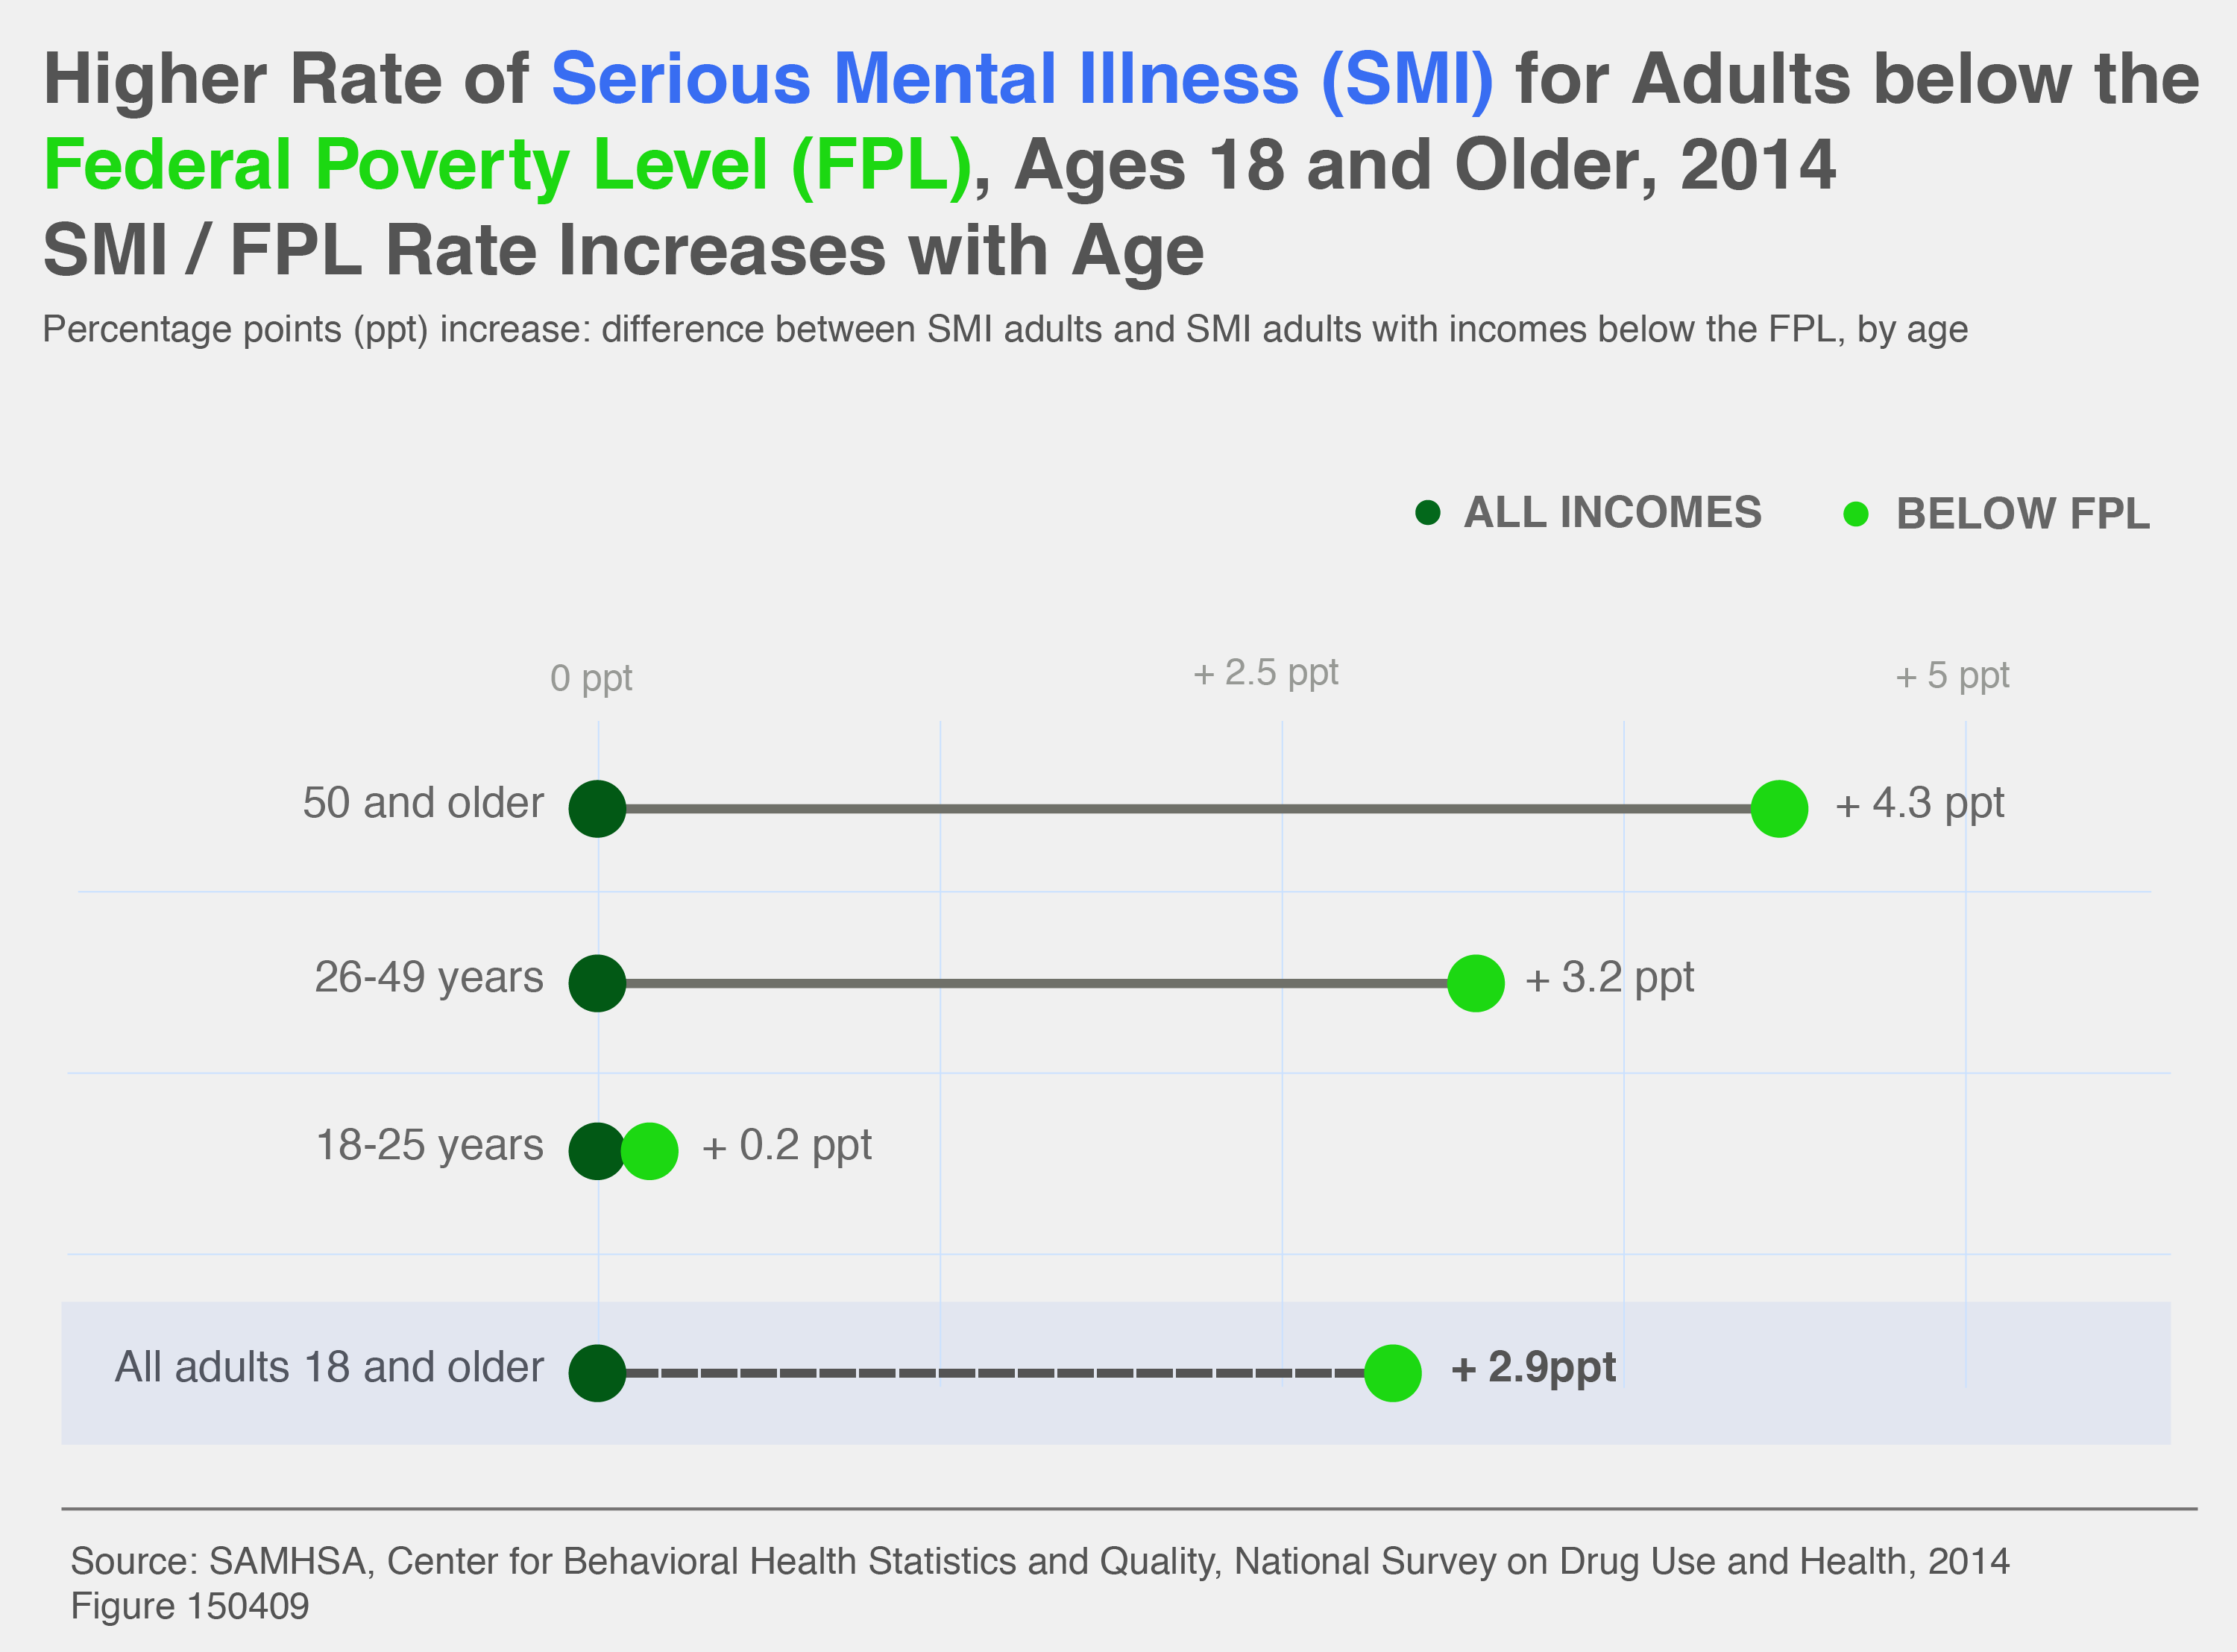 Higher Rate of Serious Mental Illness (SMI) for Adults below the
Federal Poverty Level (FPL), Ages 18 and Older, 2014
SMI / FPL Rate Increases with Age
Percentage points (ppt) increase: difference between SMI adults and SMI adults with incomes below the FPL, by age
ALL INCOMES BELOW FPL
0 ppt + 2.5 ppt + 5 ppt
50 and older + 4.3 ppt
26-49 years + 3.2 ppt
18-25 years + 0.2 ppt
All adults 18 and older + 2.9ppt
Source: SAMHSA, Center for Behavioral Health Statistics and Quality, National Survey on Drug Use and Health, 2014
Figure 150409